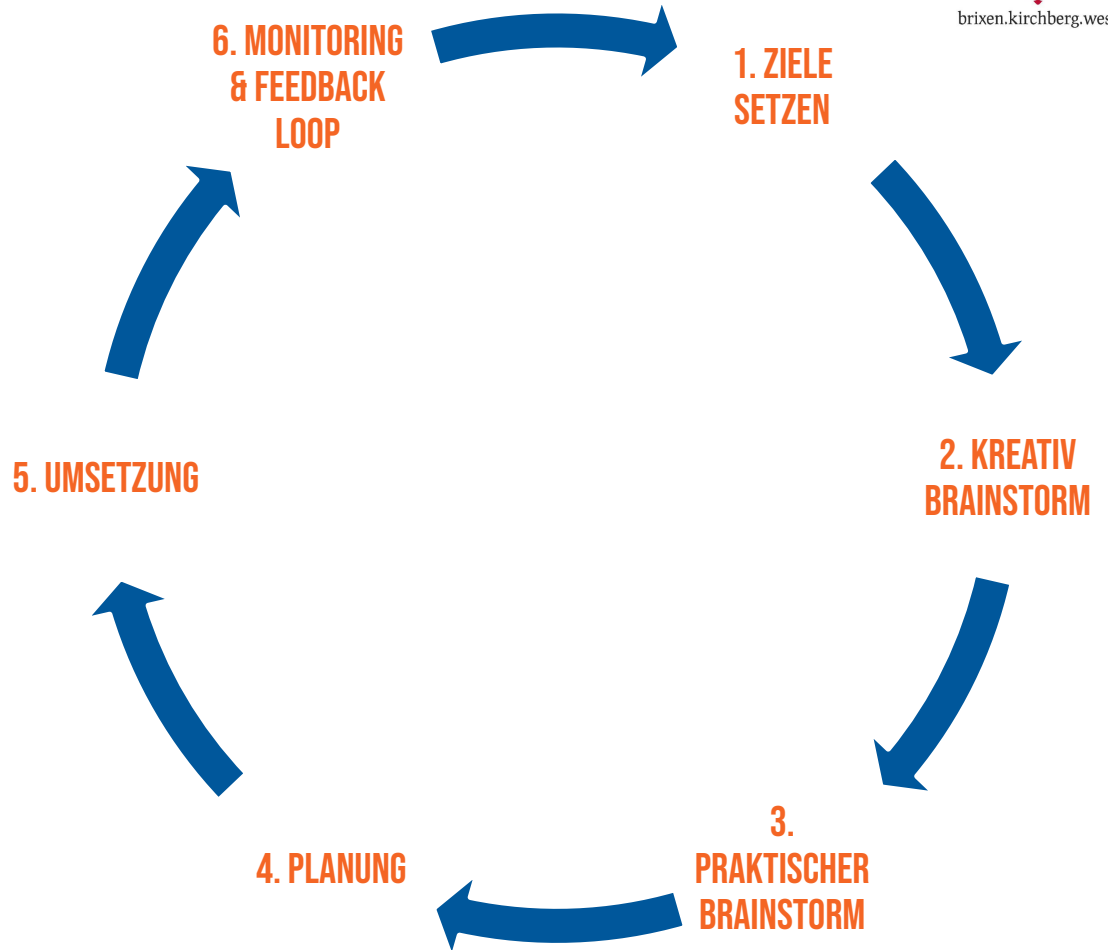 brixen.kirchberg.wes
6. MONITORING
& FEEDBACK
LOOP
1. ZIELE
SETZEN
2. KREATIV
BRAINSTORM
3.
PRAKTISCHER
BRAINSTORM
4. PLANUNG
5. UMSETZUNG